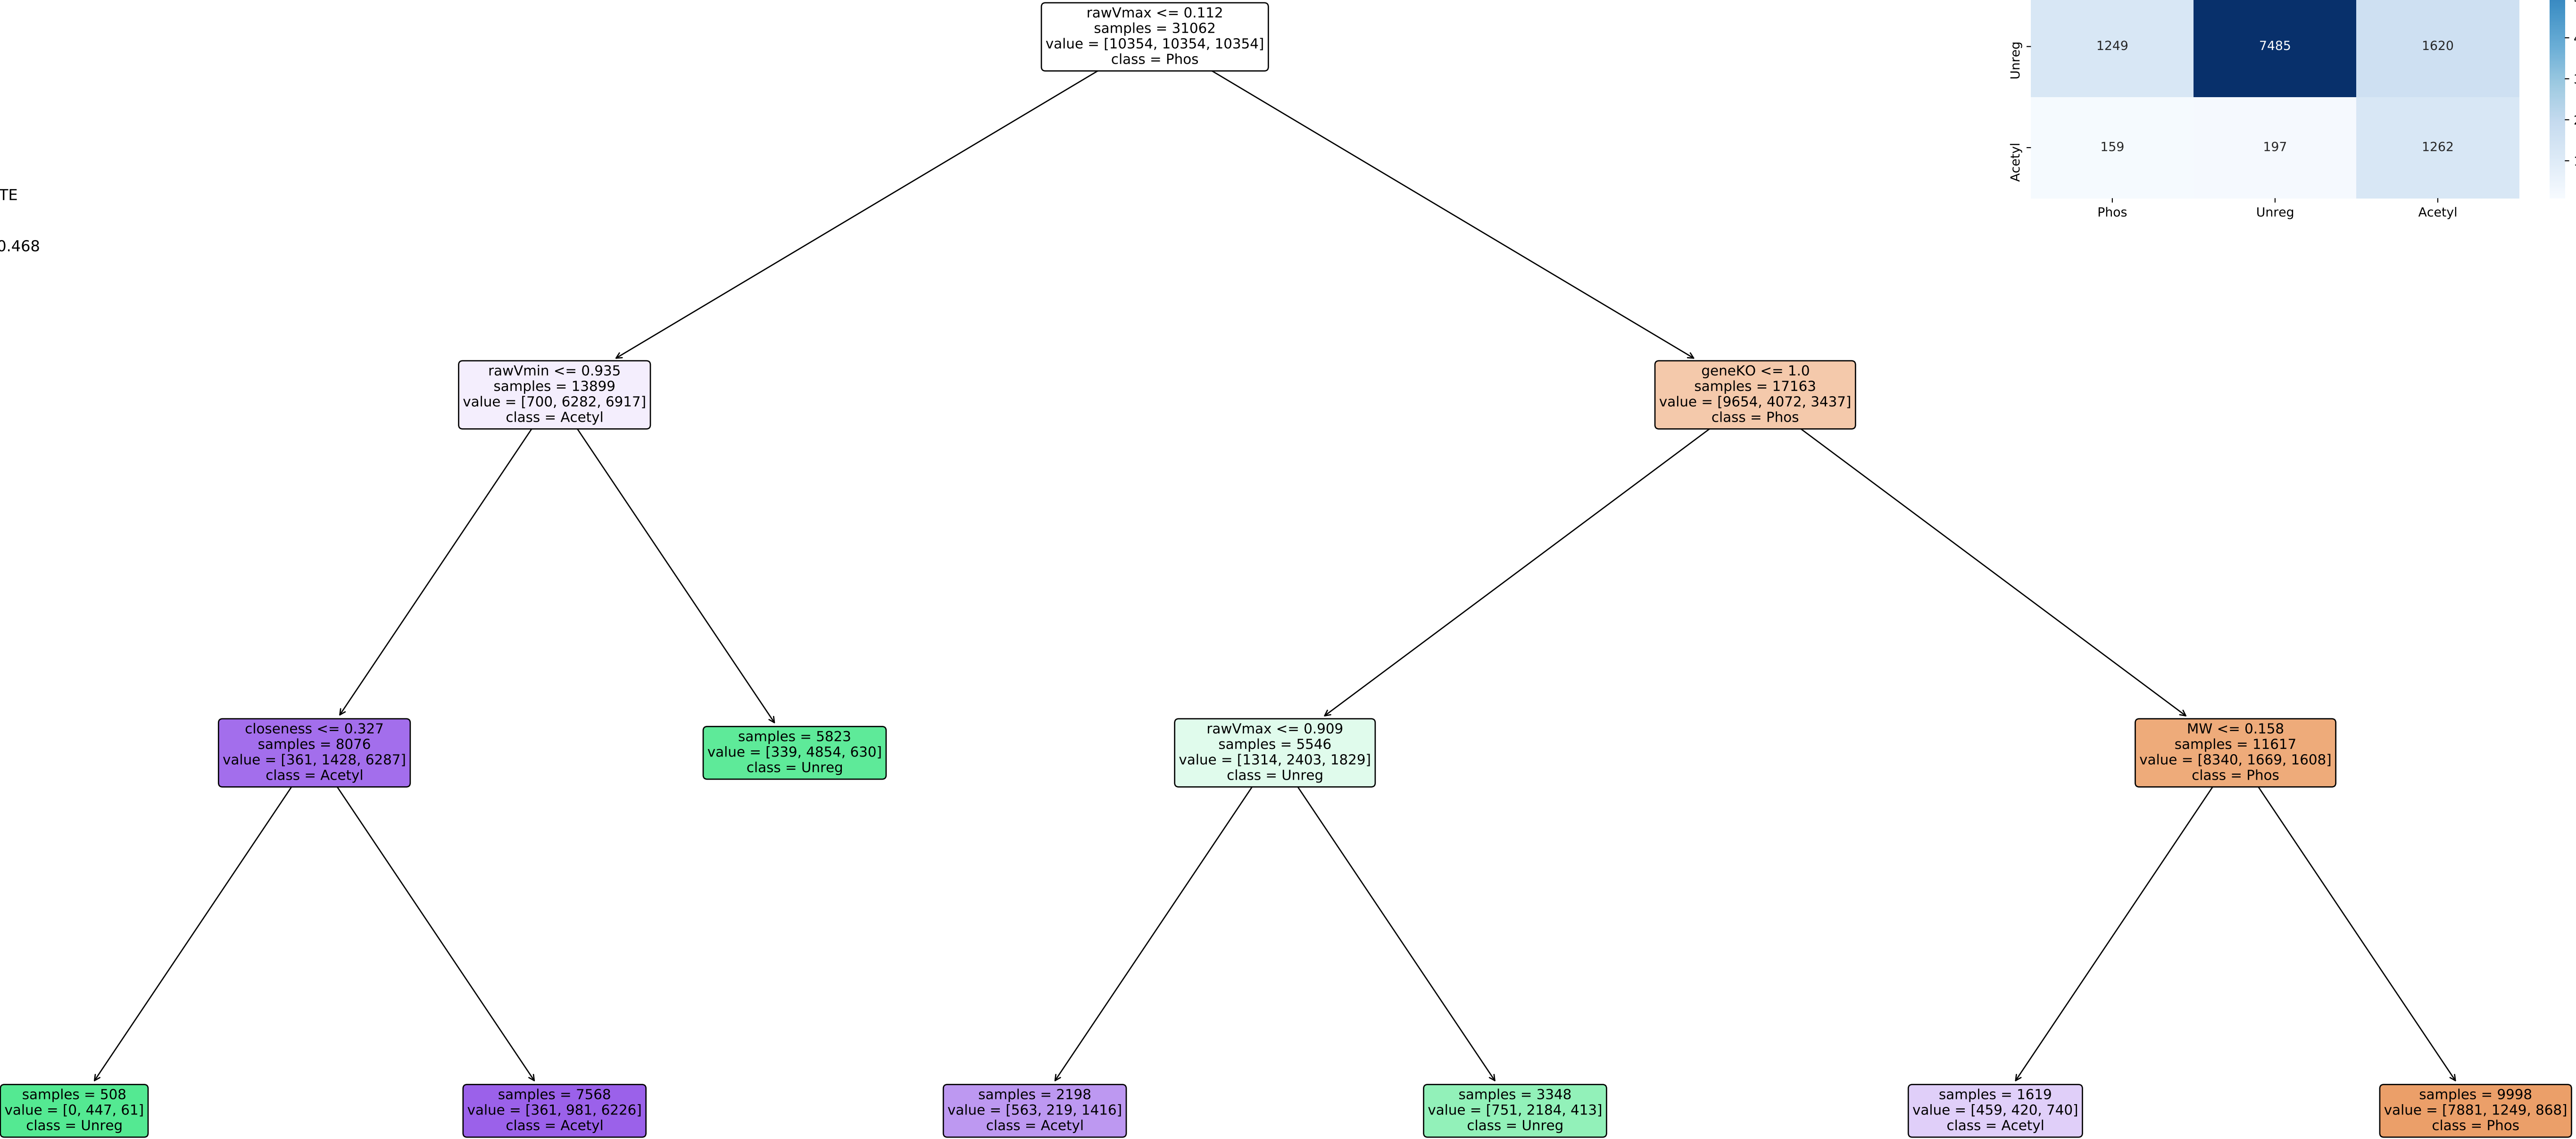 rawVmax <= 0.112
samples = 31062
value = [10354, 10354, 10354]
class = Phos
Unreg
1249 7485 1620
Acetyl
159 197 1262
Phos Unreg Acetyl
TE
0.468
rawVmin <= 0.935
samples = 13899
value = [700, 6282, 6917]
class = Acetyl
geneKO <= 1.0
samples = 17163
value = [9654, 4072, 3437]
class = Phos
closeness <= 0.327
samples = 8076
value = [361, 1428, 6287]
class = Acetyl
samples = 5823
value = [339, 4854, 630]
class = Unreg
rawVmax <= 0.909
samples = 5546
value = [1314, 2403, 1829]
class = Unreg
MW <= 0.158
samples = 11617
value = [8340, 1669, 1608]
class = Phos
samples = 508
value = [0, 447, 61]
class = Unreg
samples = 7568
value = [361, 981, 6226]
class = Acetyl
samples = 2198
value = [563, 219, 1416]
class = Acetyl
samples = 3348
value = [751, 2184, 413]
class = Unreg
samples = 1619
value = [459, 420, 740]
class = Acetyl
samples = 9998
value = [7881, 1249, 868]
class = Phos